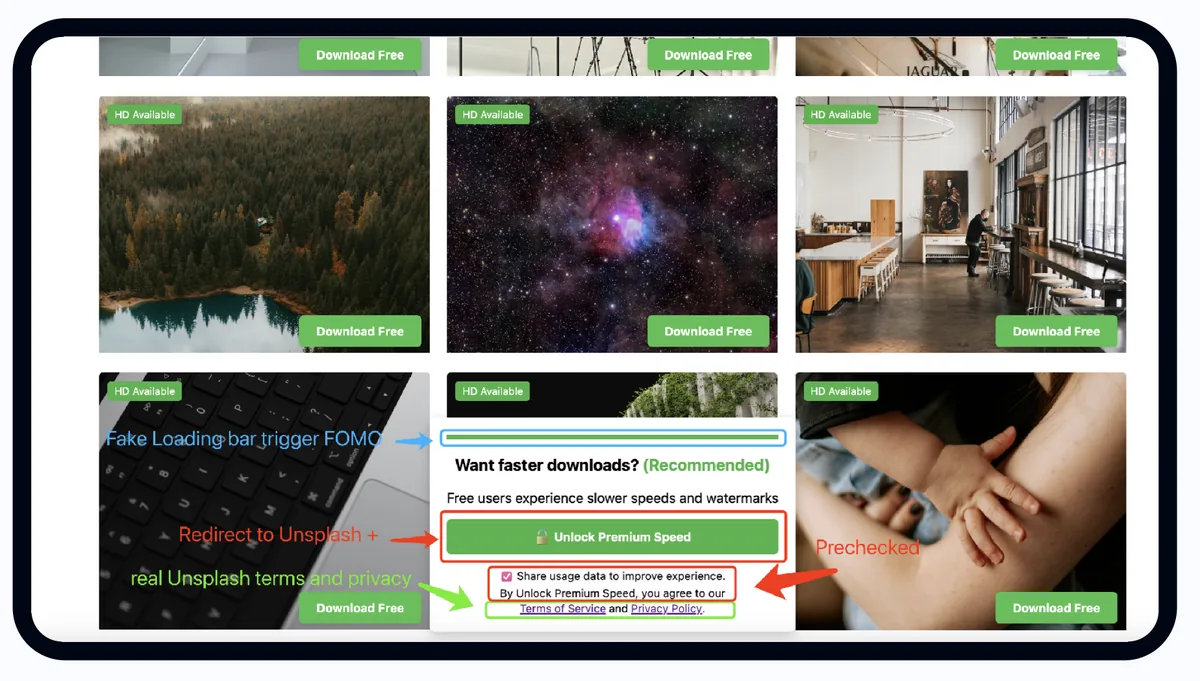 Download Free
Download Free
Download Free
JAGUAR
HD Available
HD Available
HD Available
Download Free
Download Free
Download Free
HD Available
HD Available
HD Available
Fake Loading bar trigger FOMO
Want faster downloads? (Recommended)
Free users experience slower speeds and watermarks
Redirect to Unsplash +
🔒 Unlock Premium Speed
Prechecked
real Unsplash terms and privacy
Share usage data to improve experience.
By Unlock Premium Speed, you agree to our
Terms of Service and Privacy Policy.
Download Free
Download Free